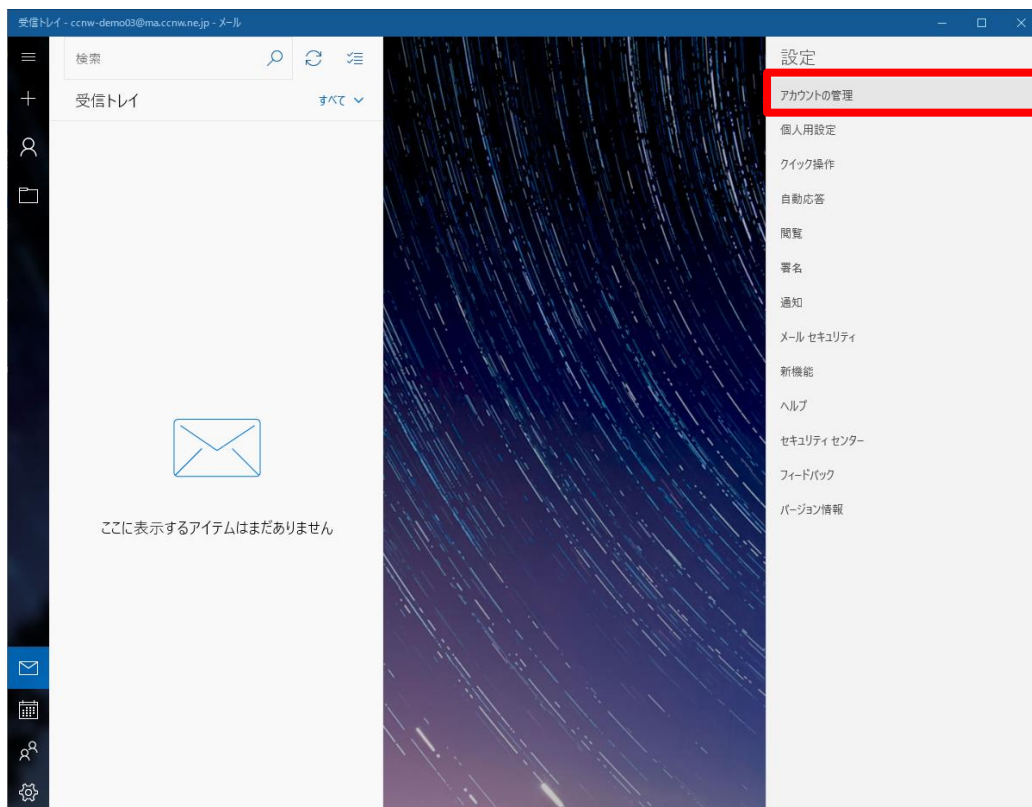 受信トレイ - ccnw-demo03@ma.ccnw.ne.jp - メール
検索
受信トレイ
すべて
ここに表示するアイテムはまだありません
設定
アカウントの管理
個人用設定
クイック操作
自動応答
閲覧
署名
通知
メール セキュリティ
新機能
ヘルプ
セキュリティ センター
フィードバック
バージョン情報